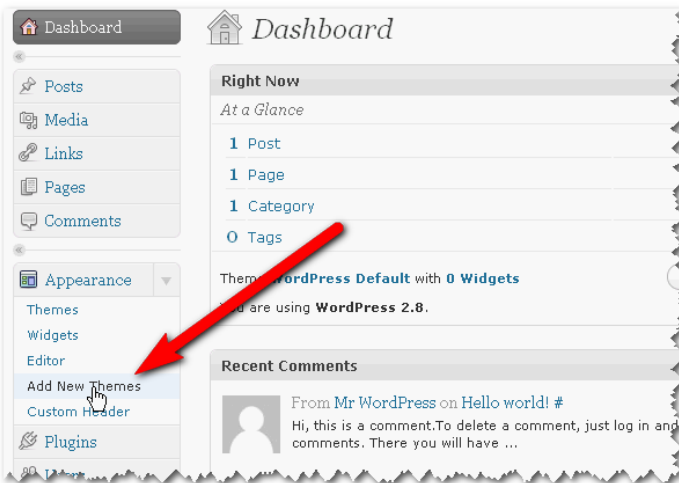 Dashboard
Posts
Media
Links
Pages
Comments
Appearance
Themes
Widgets
Editor
Add New Themes
Custom Header
Plugins
Dashboard
Right Now
At a Glance
1 Post
1 Page
1 Category
0 Tags
WordPress Default with 0 Widgets
are using WordPress 2.8.
Recent Comments
From Mr WordPress on Hello world! #
Hi, this is a comment.To delete a comment, just log in and
comments. There you will have ...